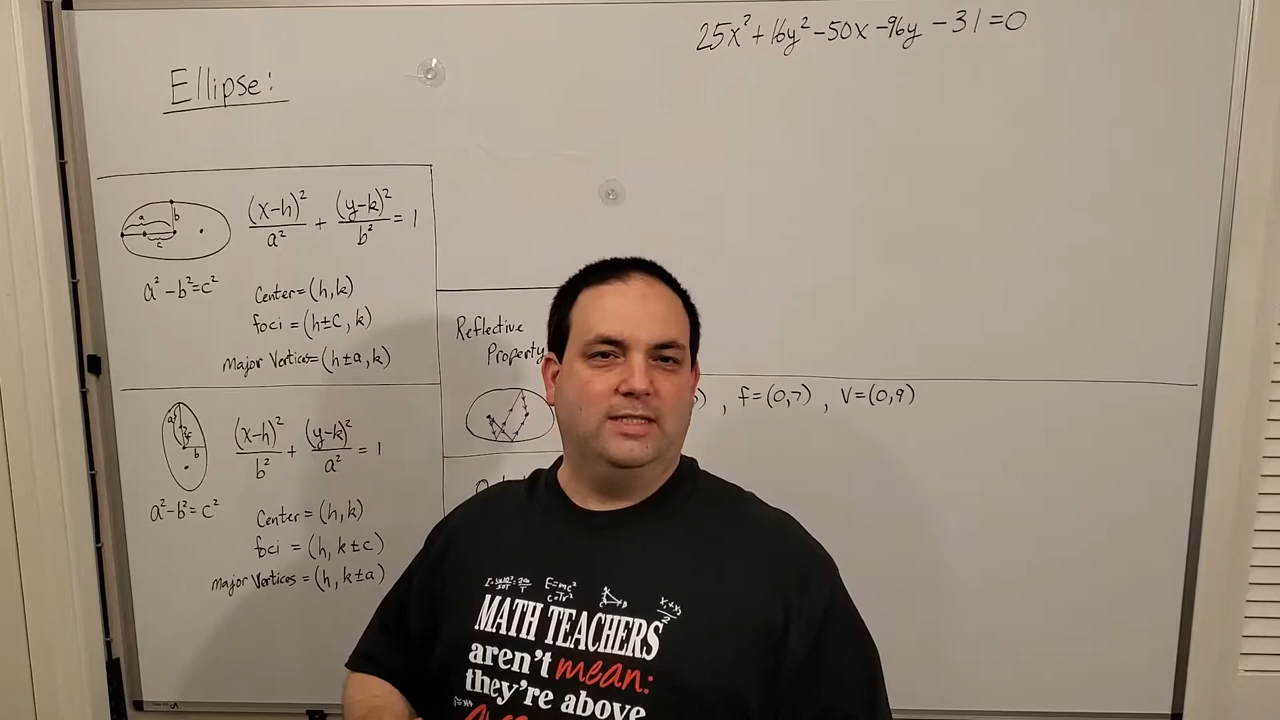 25x²+16y²-50x-96y-31=0
Ellipse:
a b c
(x-h)²/a² + (y-k)²/b² = 1
a²-b²=c²
Center=(h,k)
foci=(h±c,k)
Major Vertices=(h±a,k)
(x-h)²/b² + (y-k)²/a² = 1
a²-b²=c²
Center=(h,k)
foci=(h,k±c)
Major Vertices=(h,k±a)
Reflective
Property
), f=(0,7), V=(0,9)
E=mc²
MATH TEACHERS
aren't mean:
they're above